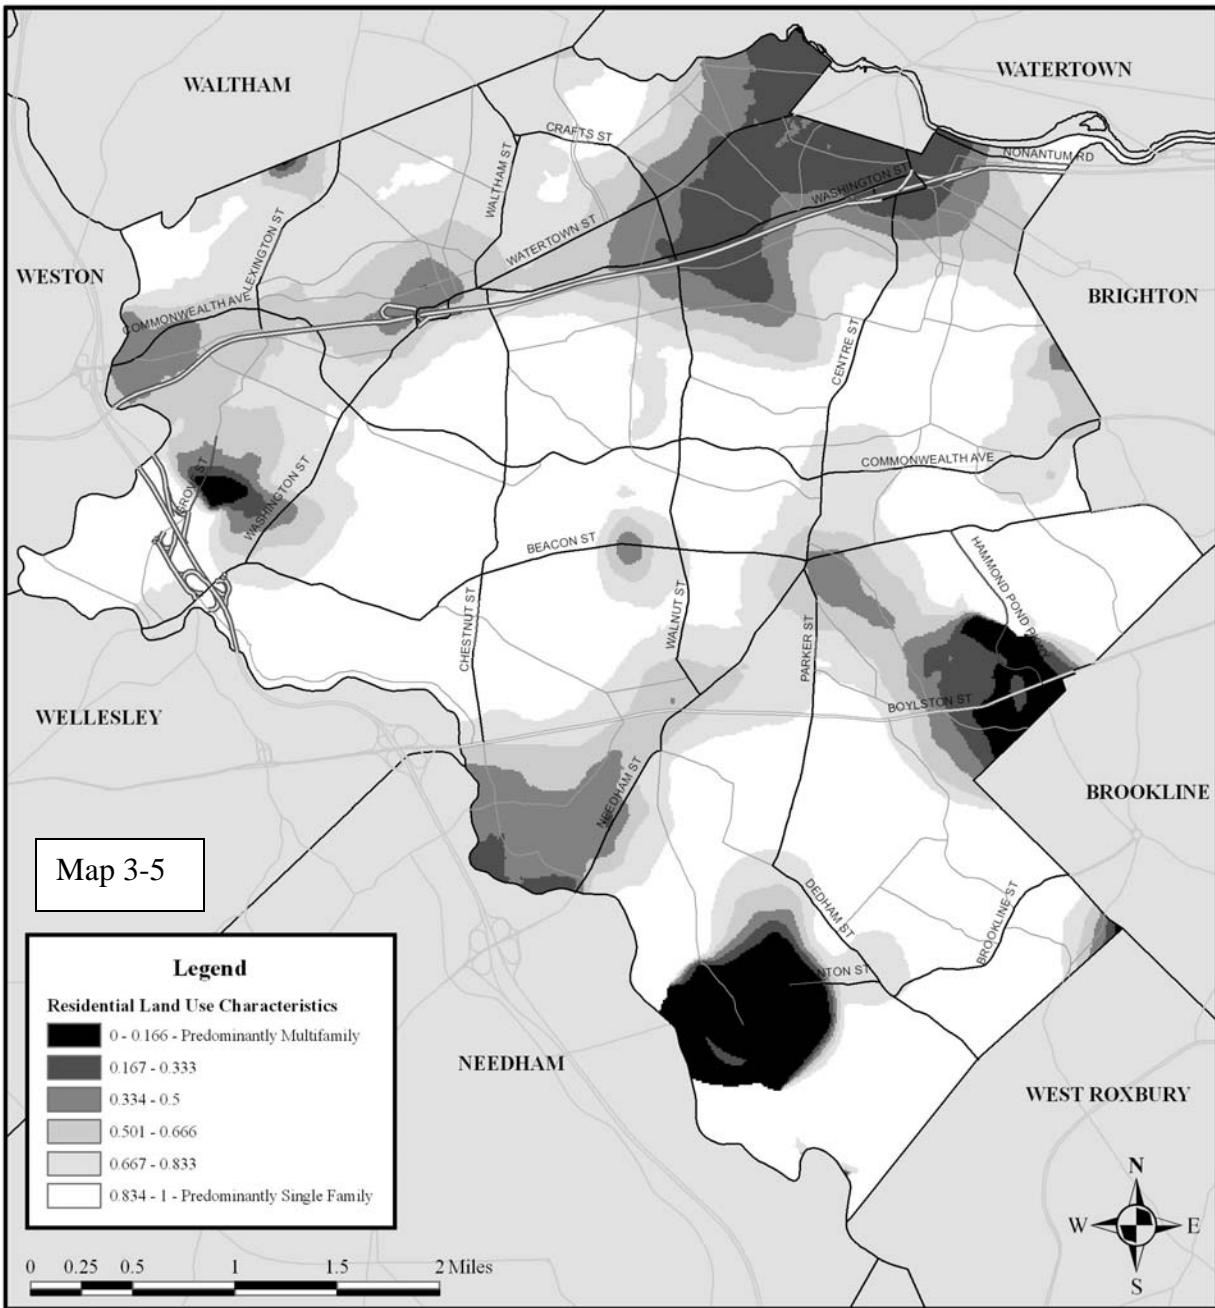 WALTHAM
WATERTOWN
CRAFTS ST
NONANTUM RD
WALTHAM ST
WASHINGTON ST
WATERTOWN ST
LEXINGTON ST
WESTON
BRIGHTON
COMMONWEALTH AVE
CENTRE ST
COMMONWEALTH AVE
GROVE ST
WASHINGTON ST
BEACON ST
HAMMOND POND PKWY
CHESTNUT ST
WALNUT ST
PARKER ST
BOYLSTON ST
WELLESLEY
NEEDHAM ST
BROOKLINE
Map 3-5
DEDHAM ST
BROOKLINE ST
NTON ST
Legend
Residential Land Use Characteristics
0 - 0.166 - Predominantly Multifamily
0.167 - 0.333
0.334 - 0.5
0.501 - 0.666
0.667 - 0.833
0.834 - 1 - Predominantly Single Family
NEEDHAM
WEST ROXBURY
N
W E
S
0 0.25 0.5 1 1.5 2 Miles